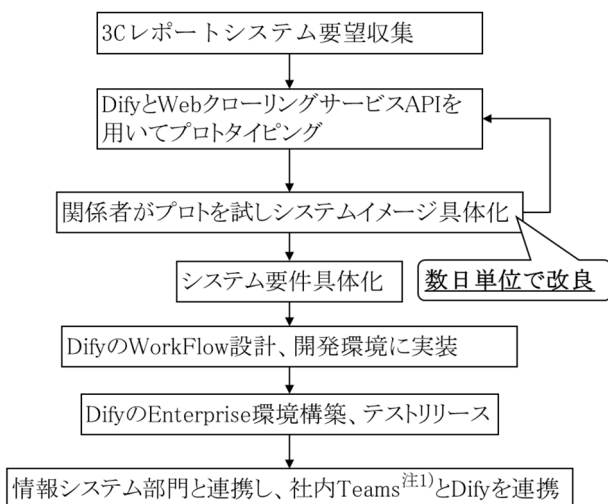 3Cレポートシステム要望収集
DifyとWebクローリングサービスAPIを
用いてプロトタイピング
関係者がプロトを試しシステムイメージ具体化
システム要件具体化
数日単位で改良
DifyのWorkFlow設計、開発環境に実装
DifyのEnterprise環境構築、テストリリース
情報システム部門と連携し、社内Teams注1)とDifyを連携